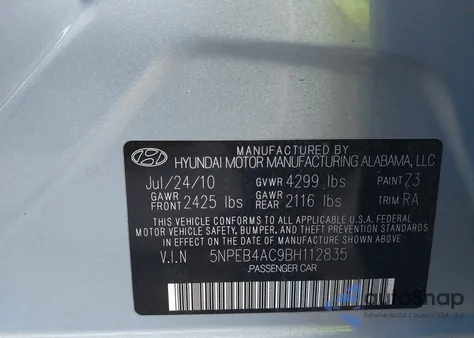 MANUFACTURED BY
HYUNDAI MOTOR MANUFACTURING ALABAMA, LLC
Jul/24/10 GVWR 4299 lbs PAINT Z3
GAWR FRONT 2425 lbs GAWR REAR 2116 lbs TRIM RA
THIS VEHICLE CONFORMS TO ALL APPLICABLE U.S.A. FEDERAL
MOTOR VEHICLE SAFETY, BUMPER, AND THEFT PREVENTION STANDARDS
IN EFFECT ON THE DATE OF MANUFACTURE SHOWN ABOVE.
V.I.N 5NPEB4AC9BH112835
PASSENGER CAR
autoSnap